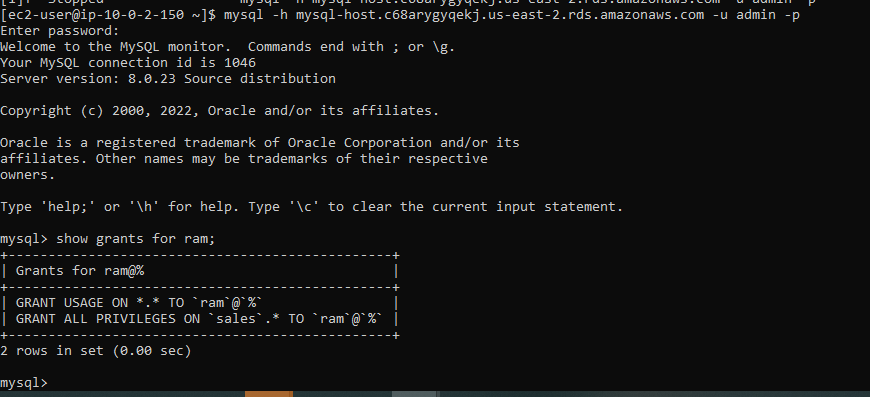 [ec2-user@ip-10-0-2-150 ~]$ mysql -h mysql-host.c68arygyqekj.us-east-2.rds.amazonaws.com -u admin -p
Enter password:
Welcome to the MySQL monitor.  Commands end with ; or \g.
Your MySQL connection id is 1046
Server version: 8.0.23 Source distribution
Copyright (c) 2000, 2022, Oracle and/or its affiliates.
Oracle is a registered trademark of Oracle Corporation and/or its
affiliates. Other names may be trademarks of their respective
owners.
Type 'help;' or '\h' for help. Type '\c' to clear the current input statement.
mysql> show grants for ram;
+------------------------------------------------+
| Grants for ram@%                               |
+------------------------------------------------+
| GRANT USAGE ON *.* TO `ram`@`%`                |
| GRANT ALL PRIVILEGES ON `sales`.* TO `ram`@`%` |
+------------------------------------------------+
2 rows in set (0.00 sec)
mysql>